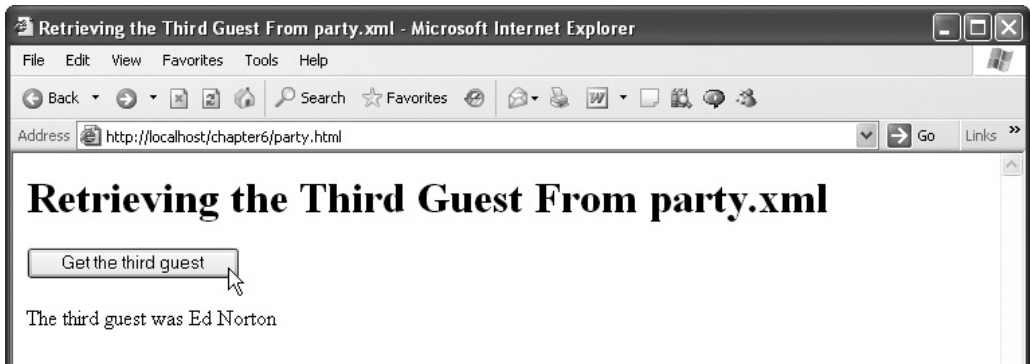 Retrieving the Third Guest From party.xml - Microsoft Internet Explorer
File Edit View Favorites Tools Help
Back Search Favorites
Address http://localhost/chapter6/party.html Go Links »
Retrieving the Third Guest From party.xml
Get the third guest
The third guest was Ed Norton